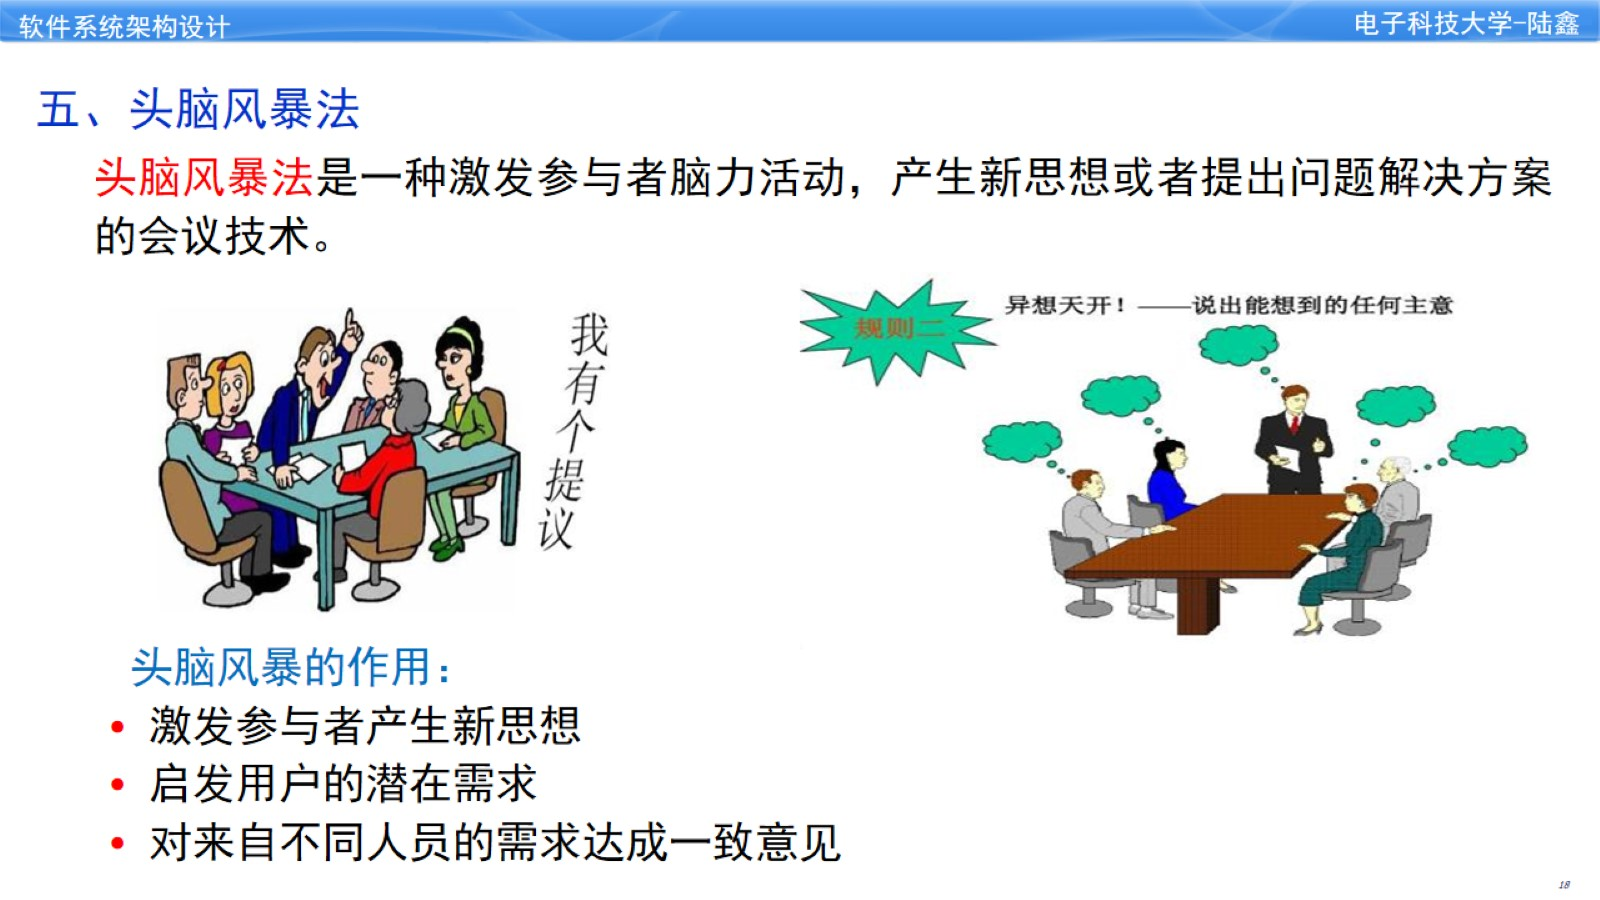 软件系统架构设计
电子科技大学-陆鑫
五、头脑风暴法
头脑风暴法是一种激发参与者脑力活动，产生新思想或者提出问题解决方案
的会议技术。
我有个提议
规则二
异想天开！——说出能想到的任何主意
头脑风暴的作用：
• 激发参与者产生新思想
• 启发用户的潜在需求
• 对来自不同人员的需求达成一致意见
18